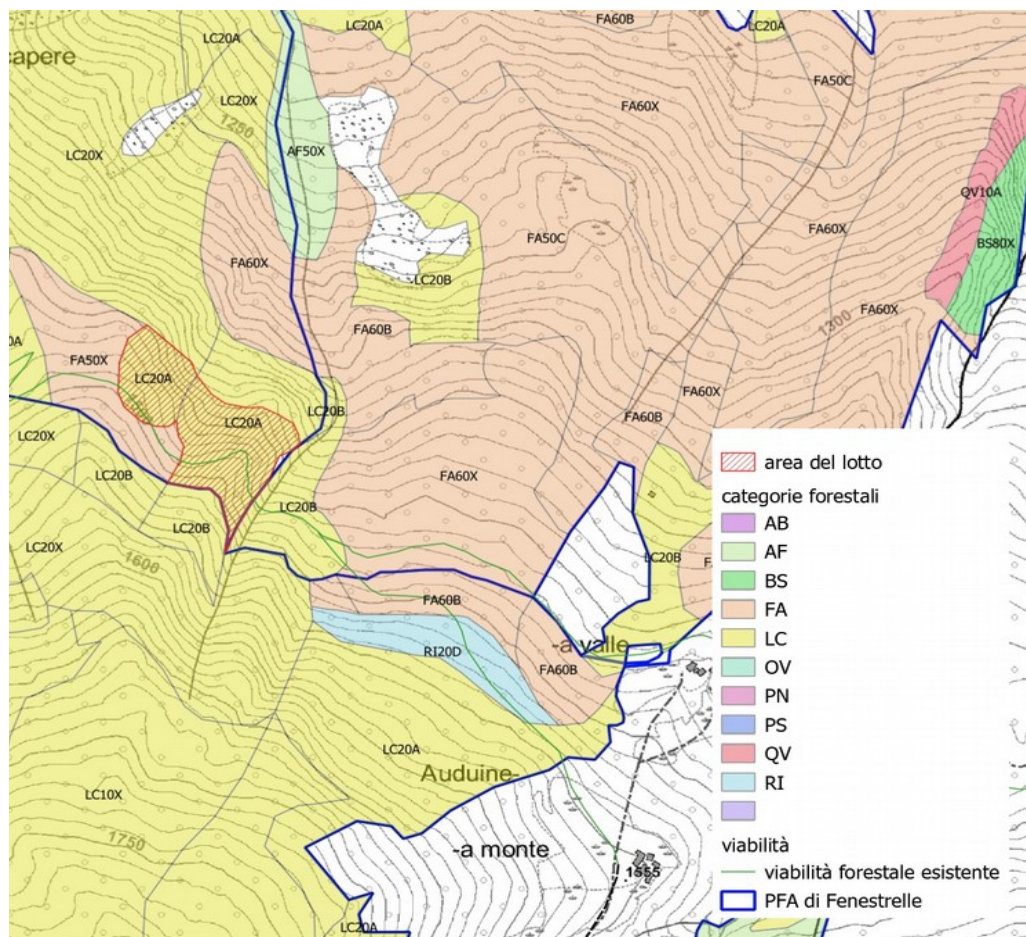 LC20A
FA60B
LC20A
LC20A
capere
FA50C
LC20X
FA60X
1250
LC20X
AF50X
QV10A
FA60X
FA50C
BS80X
FA60X
LC20B
FA60X
FA60B
1300
0A
FA50X
LC20A
FA60X
LC20B
LC20A
FA60B
LC20X
FA60X
LC20B
LC20B
LC20B
LC20X
1600
LC20B
F
FA60B
-a valle
RI20D
FA60B
LC20A
Auduine-
LC10X
1750
-a monte
.1555
LC20A
area del lotto
categorie forestali
AB
AF
BS
FA
LC
OV
PN
PS
QV
RI
viabilità
viabilità forestale esistente
PFA di Fenestrelle